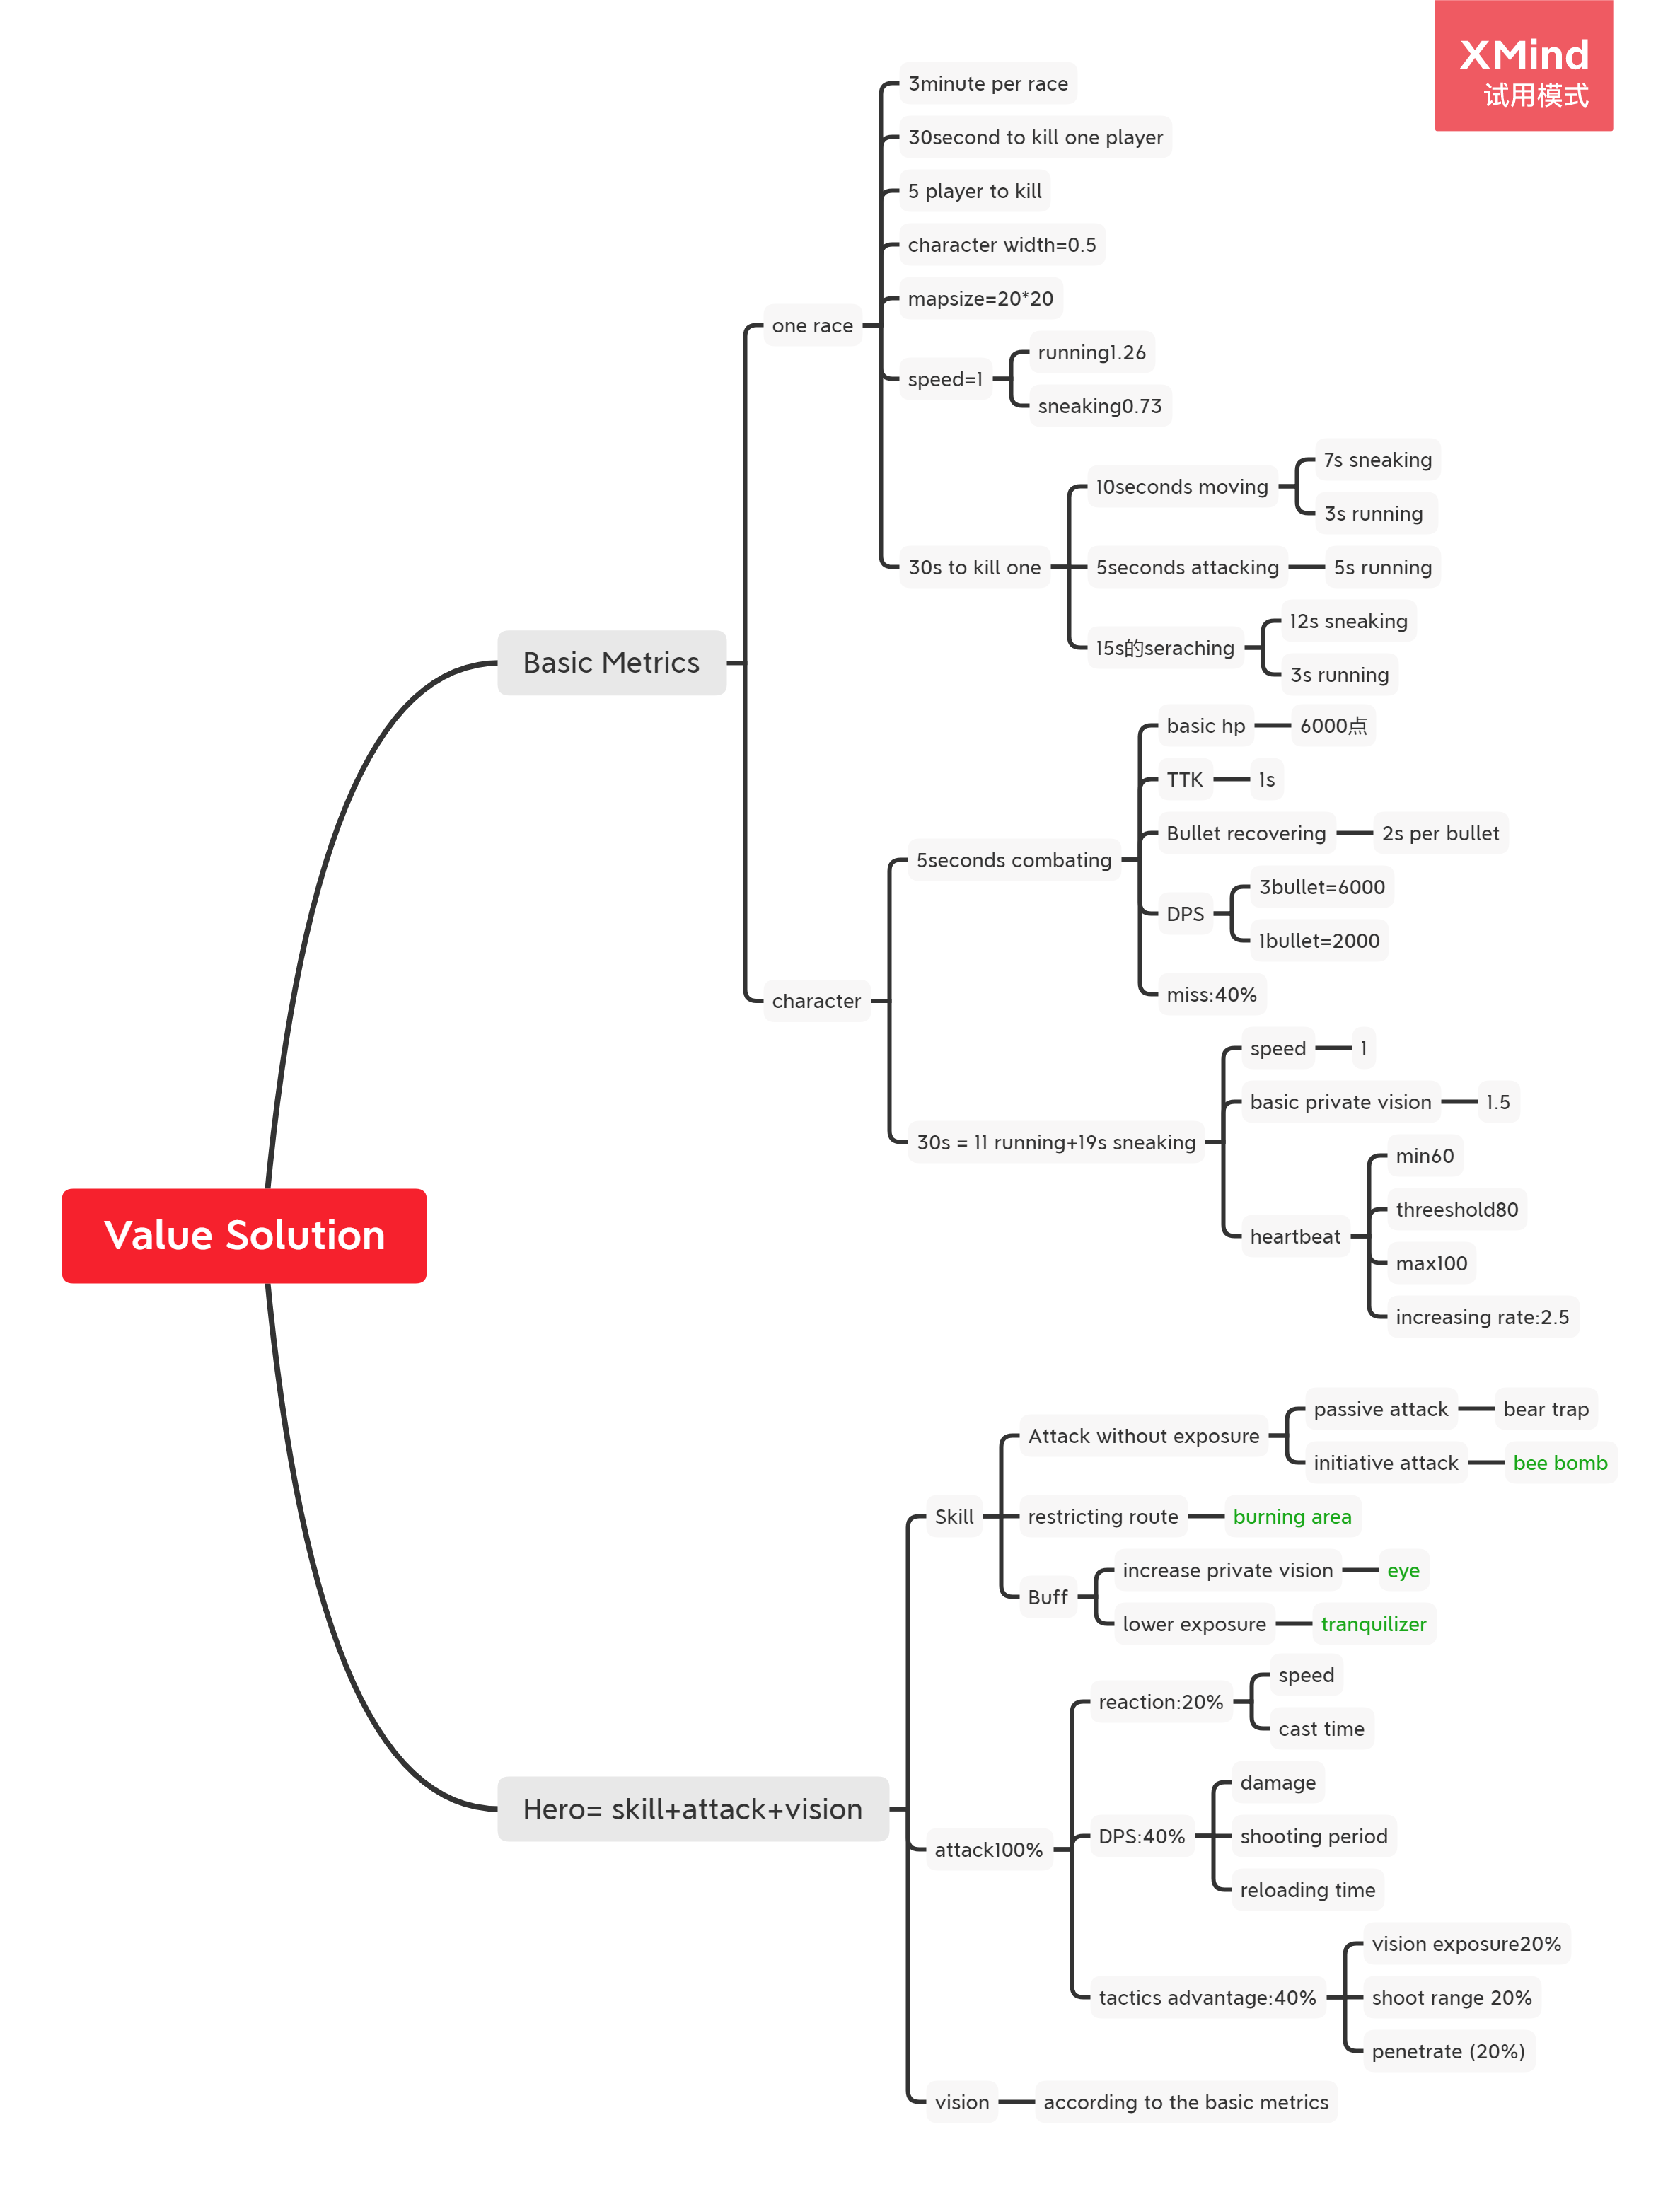 XMind
试用模式
3minute per race
30second to kill one player
5 player to kill
character width=0.5
mapsize=20*20
one race
running1.26
speed=1
sneaking0.73
7s sneaking
10seconds moving
3s running
30s to kill one
5seconds attacking
5s running
12s sneaking
15s的seraching
3s running
Basic Metrics
basic hp
6000点
TTK
1s
Bullet recovering
2s per bullet
5seconds combating
3bullet=6000
DPS
1bullet=2000
miss:40%
character
speed
1
basic private vision
1.5
30s = 11 running+19s sneaking
min60
threeshold80
heartbeat
max100
increasing rate:2.5
Value Solution
passive attack
bear trap
Attack without exposure
initiative attack
bee bomb
Skill
restricting route
burning area
increase private vision
eye
Buff
lower exposure
tranquilizer
speed
reaction:20%
cast time
Hero= skill+attack+vision
damage
DPS:40%
shooting period
attack100%
reloading time
vision exposure20%
tactics advantage:40%
shoot range 20%
penetrate (20%)
vision
according to the basic metrics